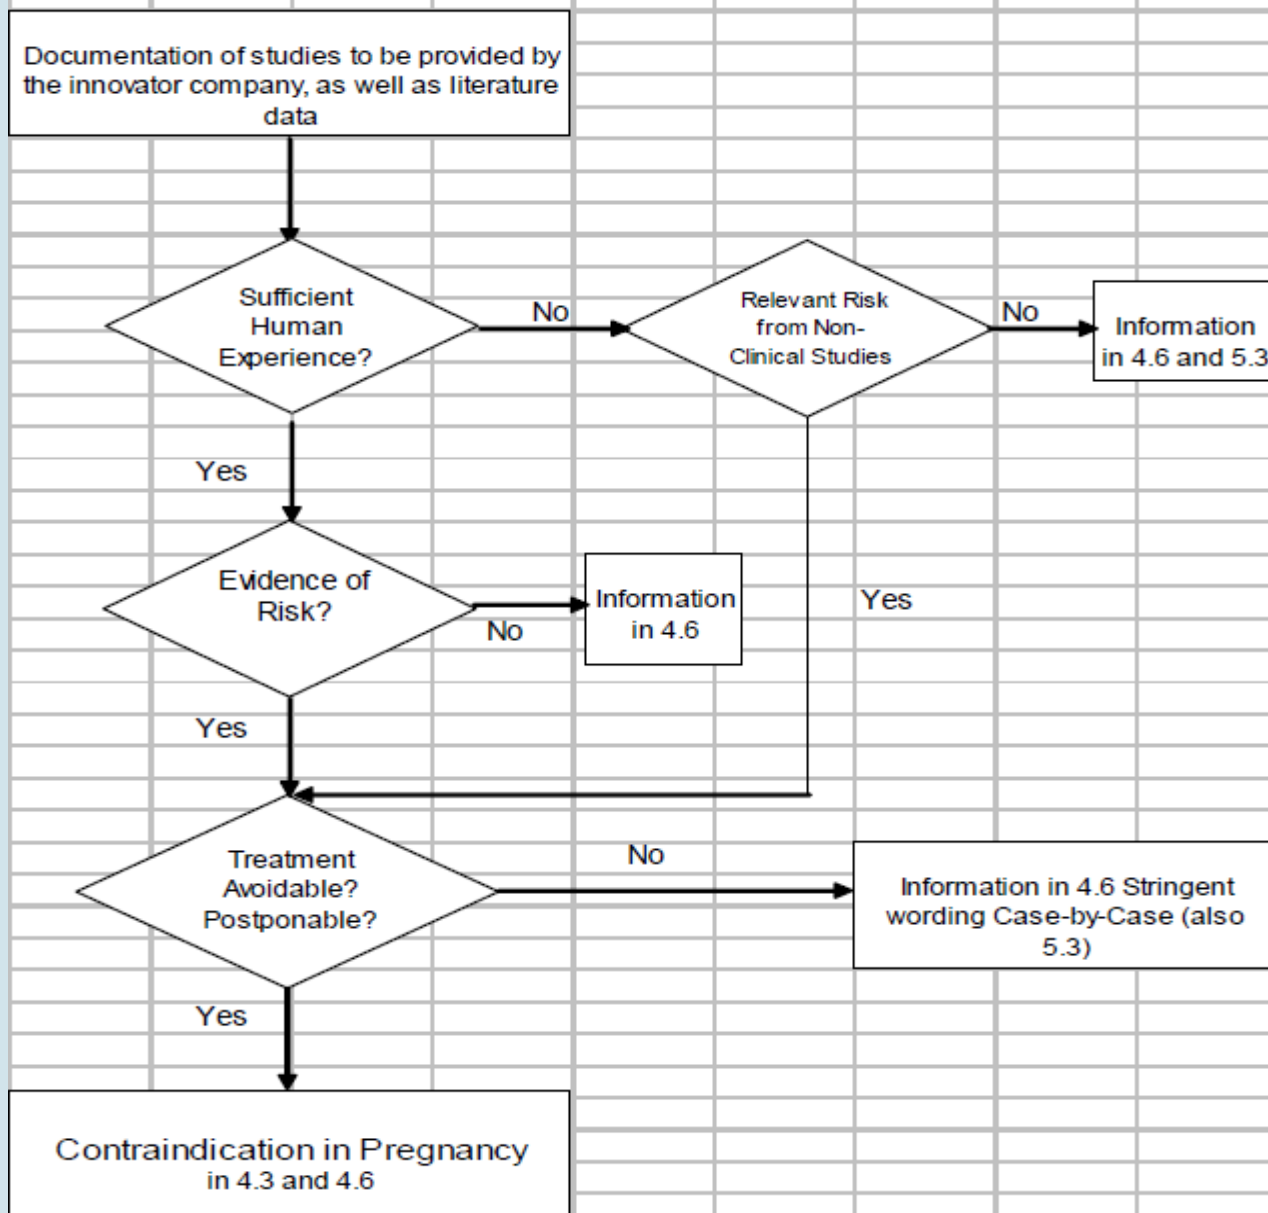 Documentation of studies to be provided by
the innovator company, as well as literature
data
Sufficient
Human
Experience?
No
Relevant Risk
from Non-
Clinical Studies
No
Information
in 4.6 and 5.3
Yes
Evidence of
Risk?
No
Information
in 4.6
Yes
Yes
Treatment
Avoidable?
Postponable?
No
Information in 4.6 Stringent
wording Case-by-Case (also
5.3)
Yes
Contraindication in Pregnancy
in 4.3 and 4.6